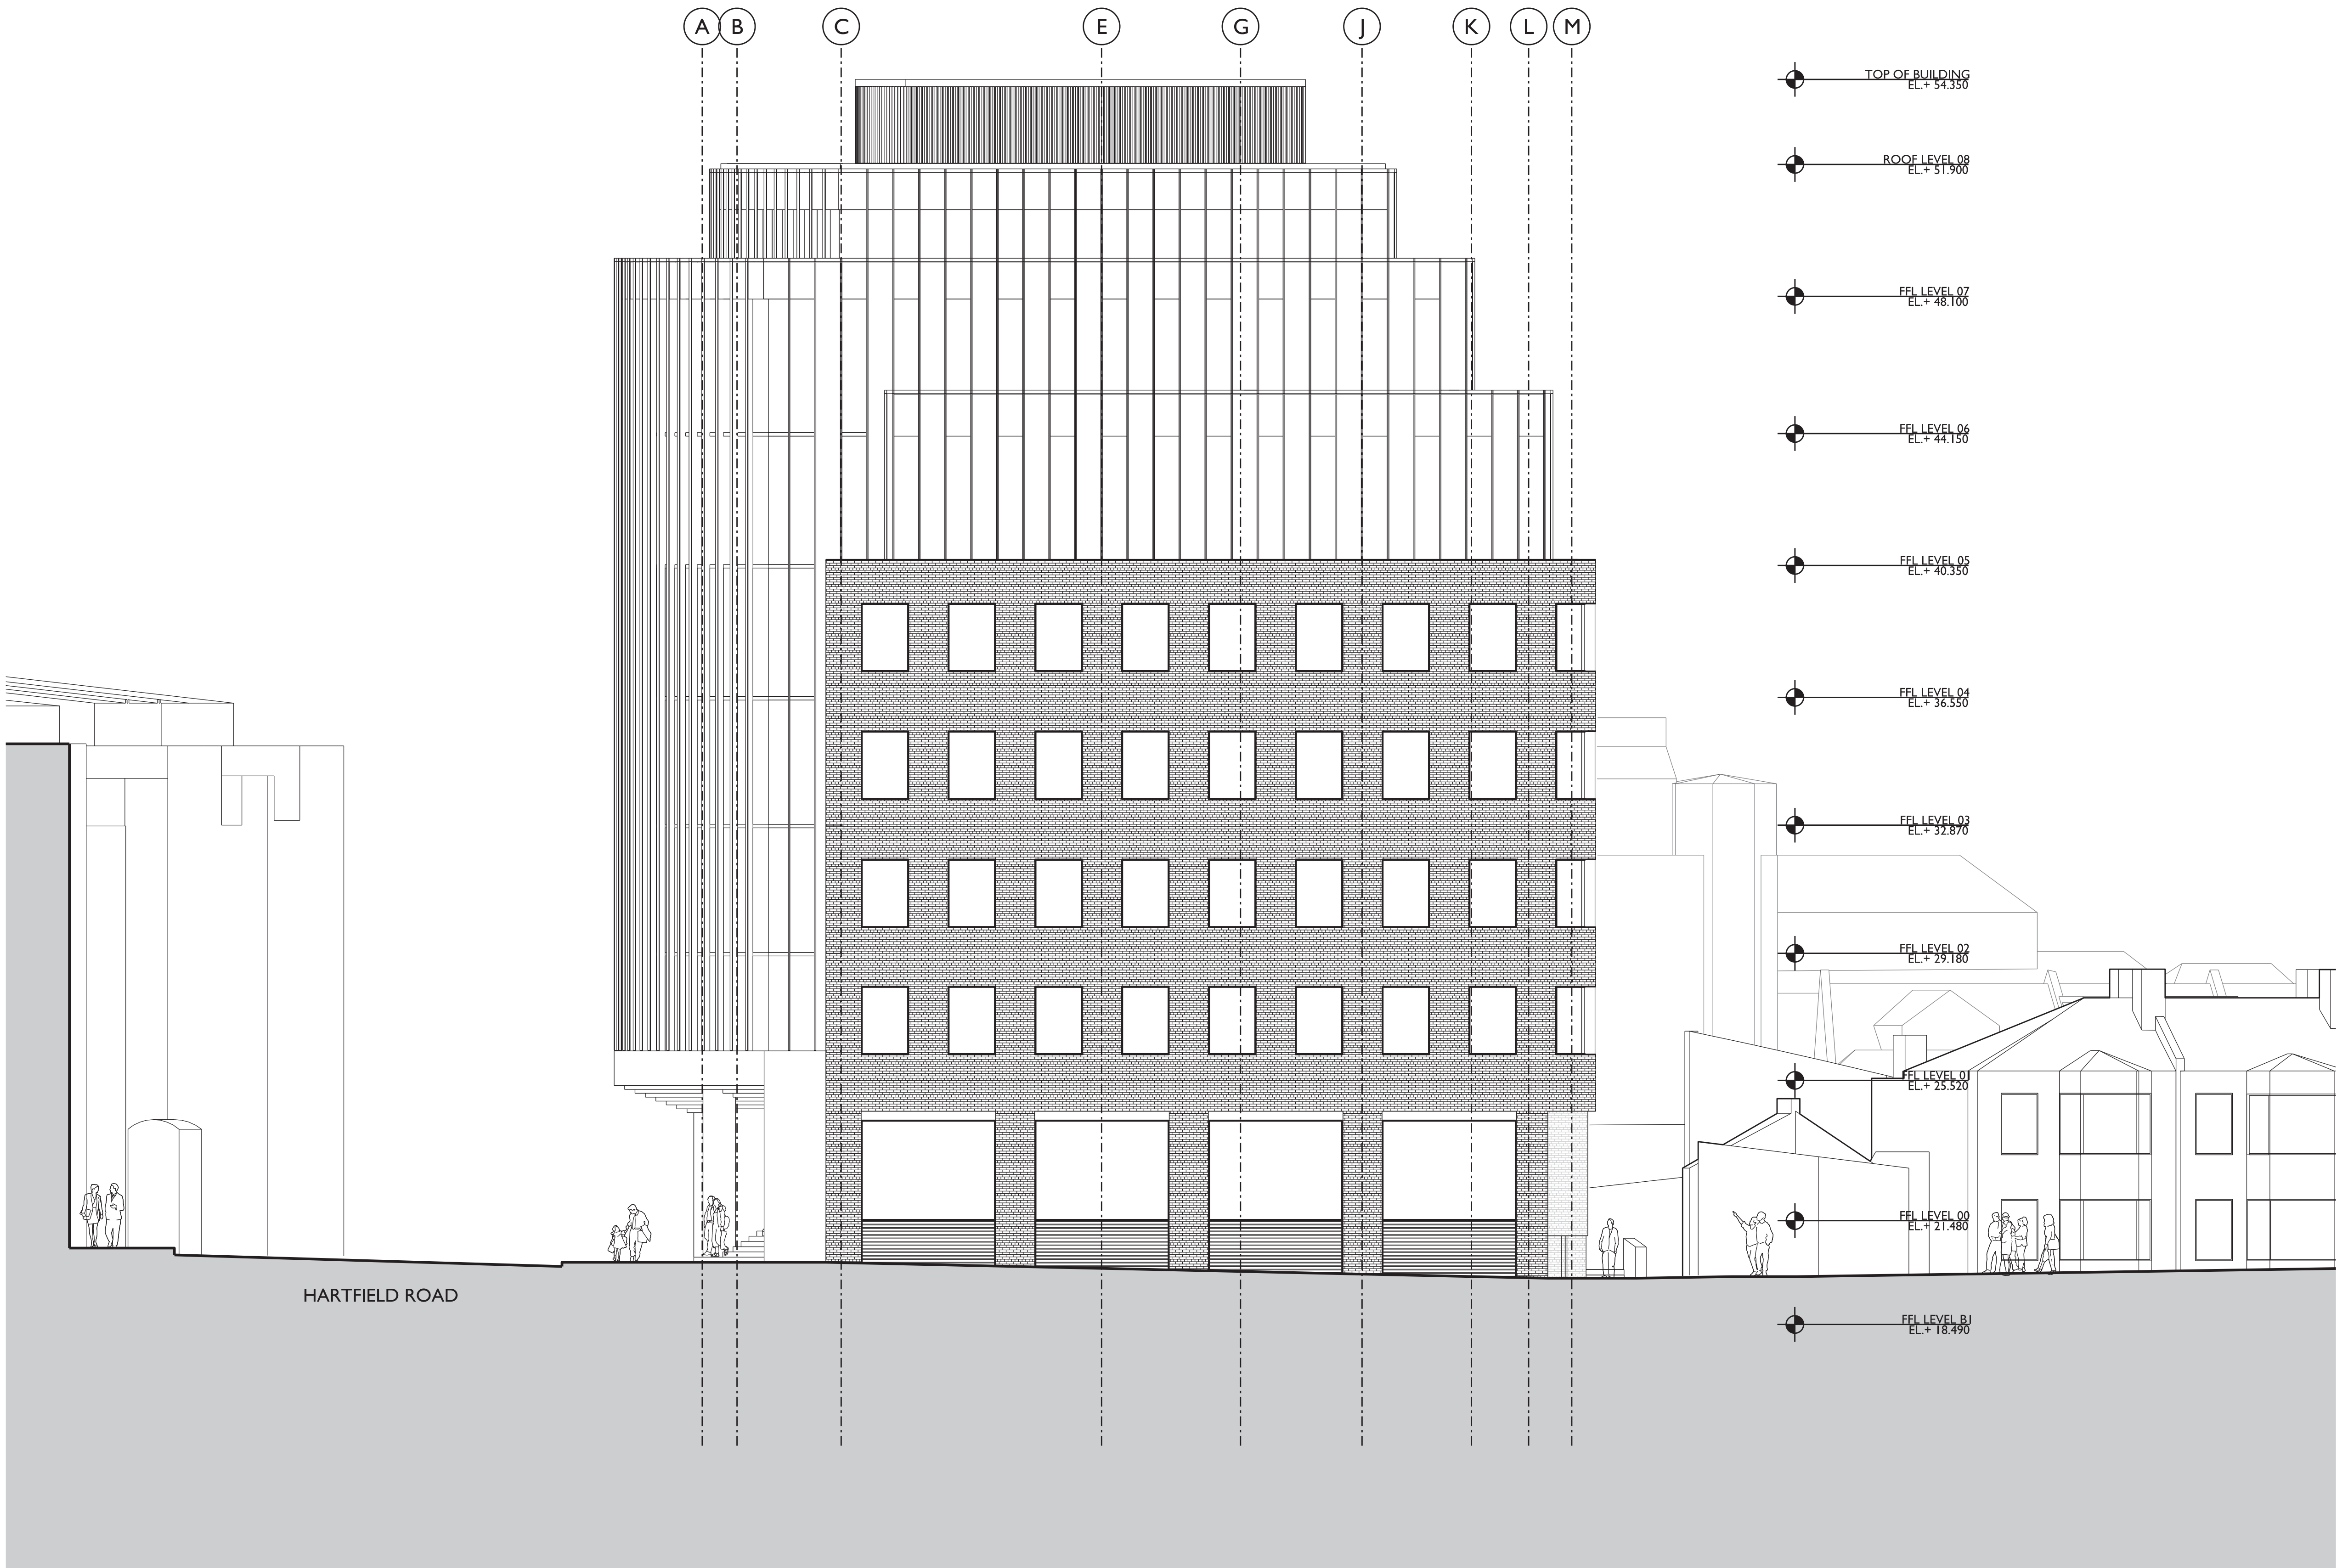 A B C E G J K L M
TOP OF BUILDING
EL.+ 54.350
ROOF LEVEL 08
EL.+ 51.900
FFL LEVEL 07
EL.+ 48.100
FFL LEVEL 06
EL.+ 44.150
FFL LEVEL 05
EL.+ 40.350
FFL LEVEL 04
EL.+ 36.550
FFL LEVEL 03
EL.+ 32.870
FFL LEVEL 02
EL.+ 29.180
FFL LEVEL 01
EL.+ 25.520
FFL LEVEL 00
EL.+ 21.480
HARTFIELD ROAD
FFL LEVEL B1
EL.+ 18.490